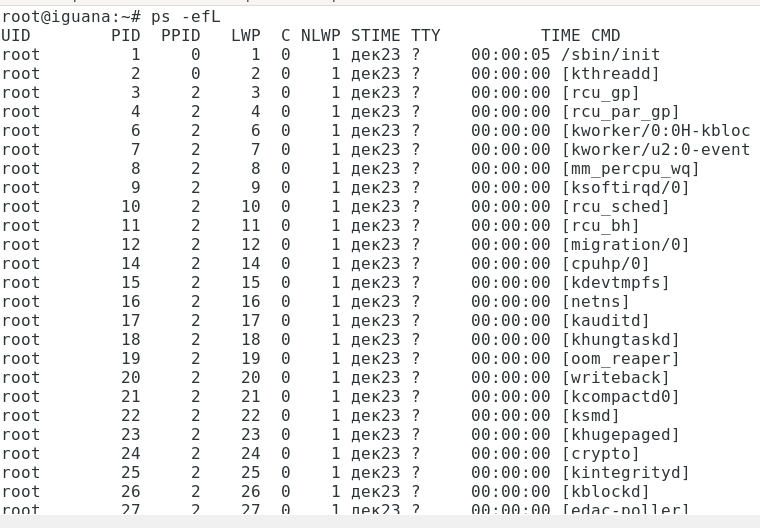 root@iguana:~# ps -efL
UID        PID  PPID   LWP  C NLWP STIME TTY          TIME CMD
root         1     0     1  0    1 дек23 ?     00:00:05 /sbin/init
root         2     0     2  0    1 дек23 ?     00:00:00 [kthreadd]
root         3     2     3  0    1 дек23 ?     00:00:00 [rcu_gp]
root         4     2     4  0    1 дек23 ?     00:00:00 [rcu_par_gp]
root         6     2     6  0    1 дек23 ?     00:00:00 [kworker/0:0H-kbloc
root         7     2     7  0    1 дек23 ?     00:00:00 [kworker/u2:0-event
root         8     2     8  0    1 дек23 ?     00:00:00 [mm_percpu_wq]
root         9     2     9  0    1 дек23 ?     00:00:00 [ksoftirqd/0]
root        10     2    10  0    1 дек23 ?     00:00:00 [rcu_sched]
root        11     2    11  0    1 дек23 ?     00:00:00 [rcu_bh]
root        12     2    12  0    1 дек23 ?     00:00:00 [migration/0]
root        14     2    14  0    1 дек23 ?     00:00:00 [cpuhp/0]
root        15     2    15  0    1 дек23 ?     00:00:00 [kdevtmpfs]
root        16     2    16  0    1 дек23 ?     00:00:00 [netns]
root        17     2    17  0    1 дек23 ?     00:00:00 [kauditd]
root        18     2    18  0    1 дек23 ?     00:00:00 [khungtaskd]
root        19     2    19  0    1 дек23 ?     00:00:00 [oom_reaper]
root        20     2    20  0    1 дек23 ?     00:00:00 [writeback]
root        21     2    21  0    1 дек23 ?     00:00:00 [kcompactd0]
root        22     2    22  0    1 дек23 ?     00:00:00 [ksmd]
root        23     2    23  0    1 дек23 ?     00:00:00 [khugepaged]
root        24     2    24  0    1 дек23 ?     00:00:00 [crypto]
root        25     2    25  0    1 дек23 ?     00:00:00 [kintegrityd]
root        26     2    26  0    1 дек23 ?     00:00:00 [kblockd]
root        27     2    27  0    1 дек23 ?     00:00:00 [edac-poller]